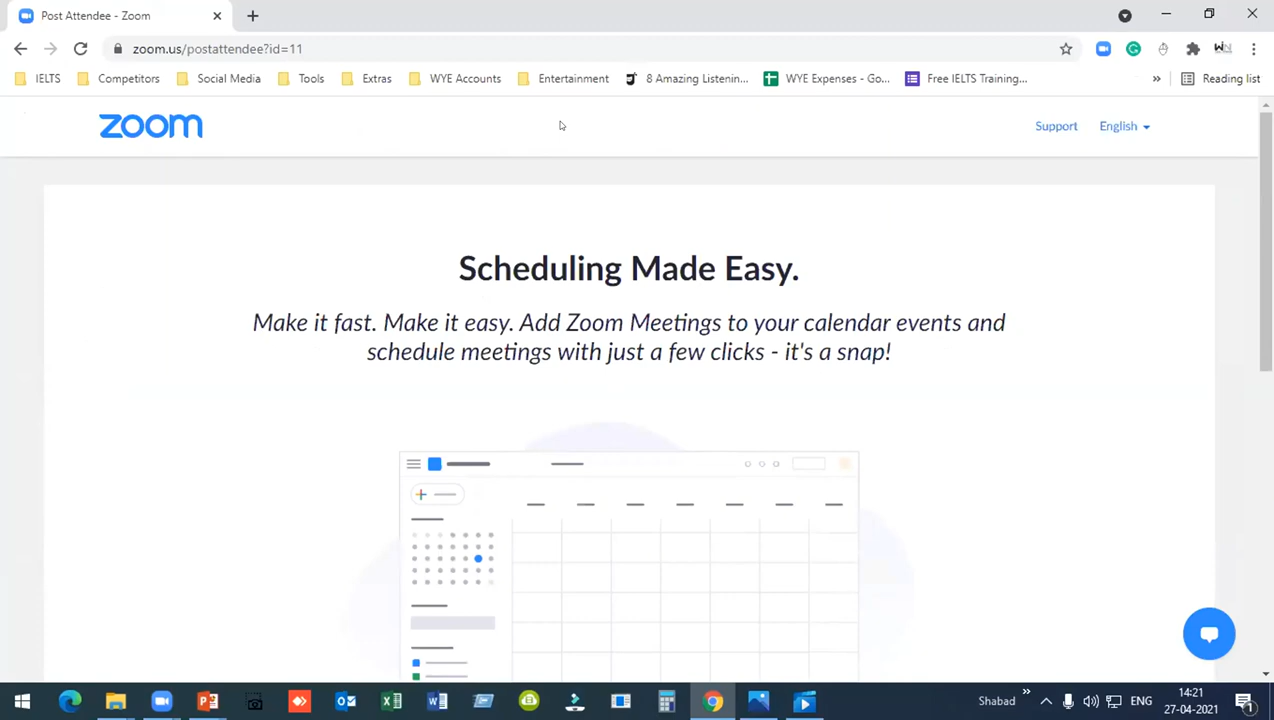 Post Attendee - Zoom
zoom.us/postattendee?id=11
IELTS
Competitors
Social Media
Tools
Extras
WYE Accounts
Entertainment
8 Amazing Listenin...
WYE Expenses - Go...
Free IELTS Training...
»
Reading list
zoom
Support
English
Scheduling Made Easy.
Make it fast. Make it easy. Add Zoom Meetings to your calendar events and
schedule meetings with just a few clicks - it's a snap!
Shabad
»
ENG
14:21
27-04-2021
1